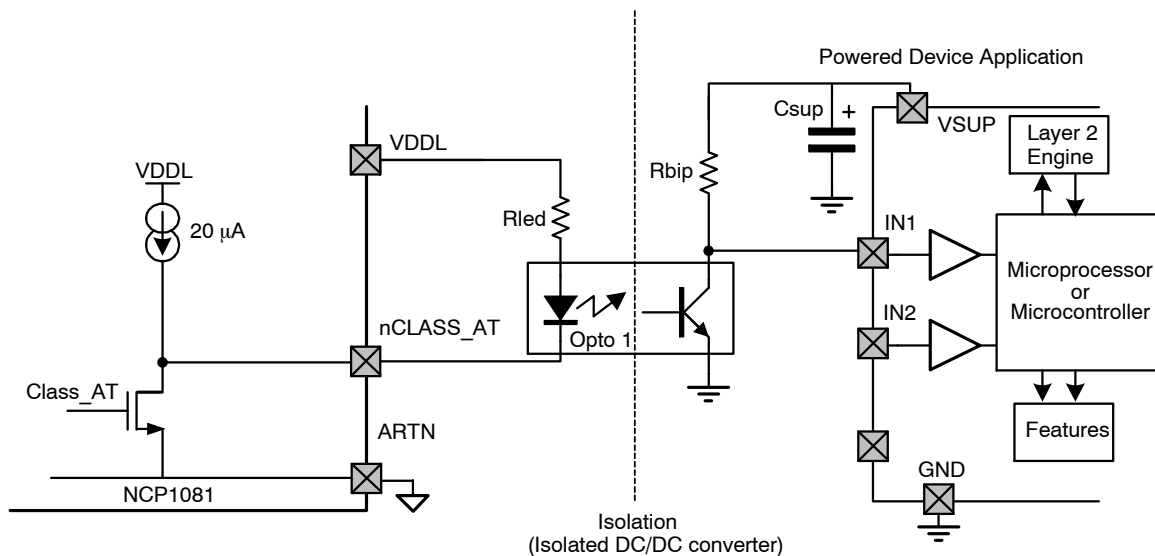 Powered Device Application
Csup
+
VSUP
VDDL
VDDL
Layer 2
Engine
Rbip
Rled
20 μA
IN1
Microprocessor
or
Microcontroller
IN2
nCLASS_AT
Opto 1
Class_AT
ARTN
Features
GND
NCP1081
Isolation
(Isolated DC/DC converter)